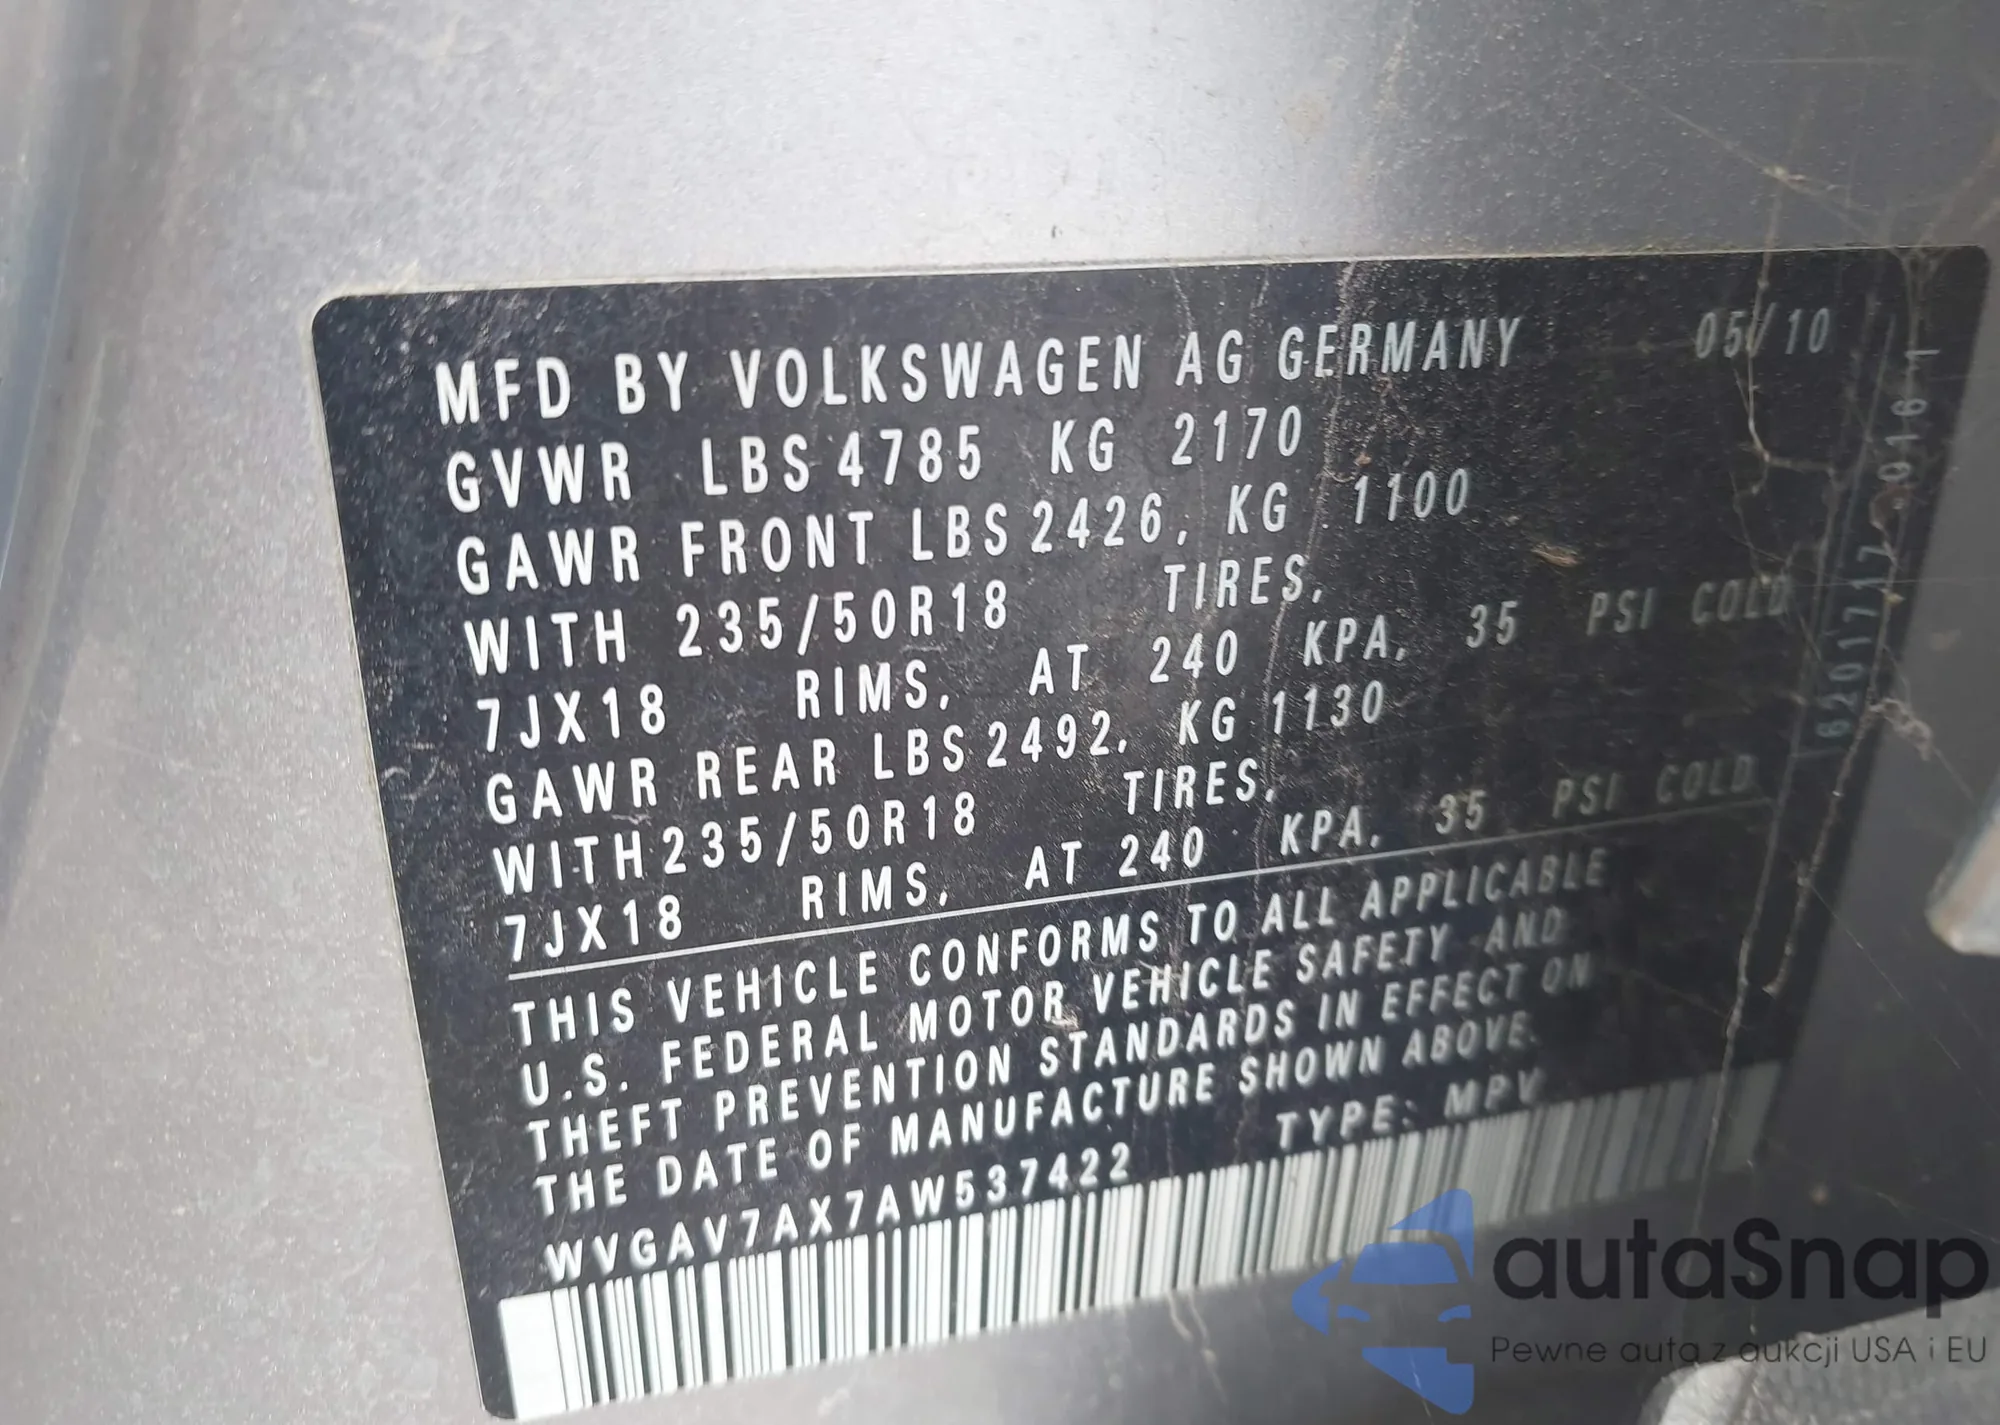 MFD BY VOLKSWAGEN AG GERMANY 05/10
GVWR LBS 4785 KG 2170
GAWR FRONT LBS 2426, KG 1100
WITH 235/50R18 TIRES,
7JX18 RIMS, AT 240 KPA, 35 PSI COLD
GAWR REAR LBS 2492, KG 1130
WITH 235/50R18 TIRES,
7JX18 RIMS, AT 240 KPA, 35 PSI COLD
THIS VEHICLE CONFORMS TO ALL APPLICABLE
U.S. FEDERAL MOTOR VEHICLE SAFETY AND
THEFT PREVENTION STANDARDS IN EFFECT ON
THE DATE OF MANUFACTURE SHOWN ABOVE.
WVGAV7AX7AW537422 TYPE: MPV
autaSnap
Pewne auta z aukcji USA i EU